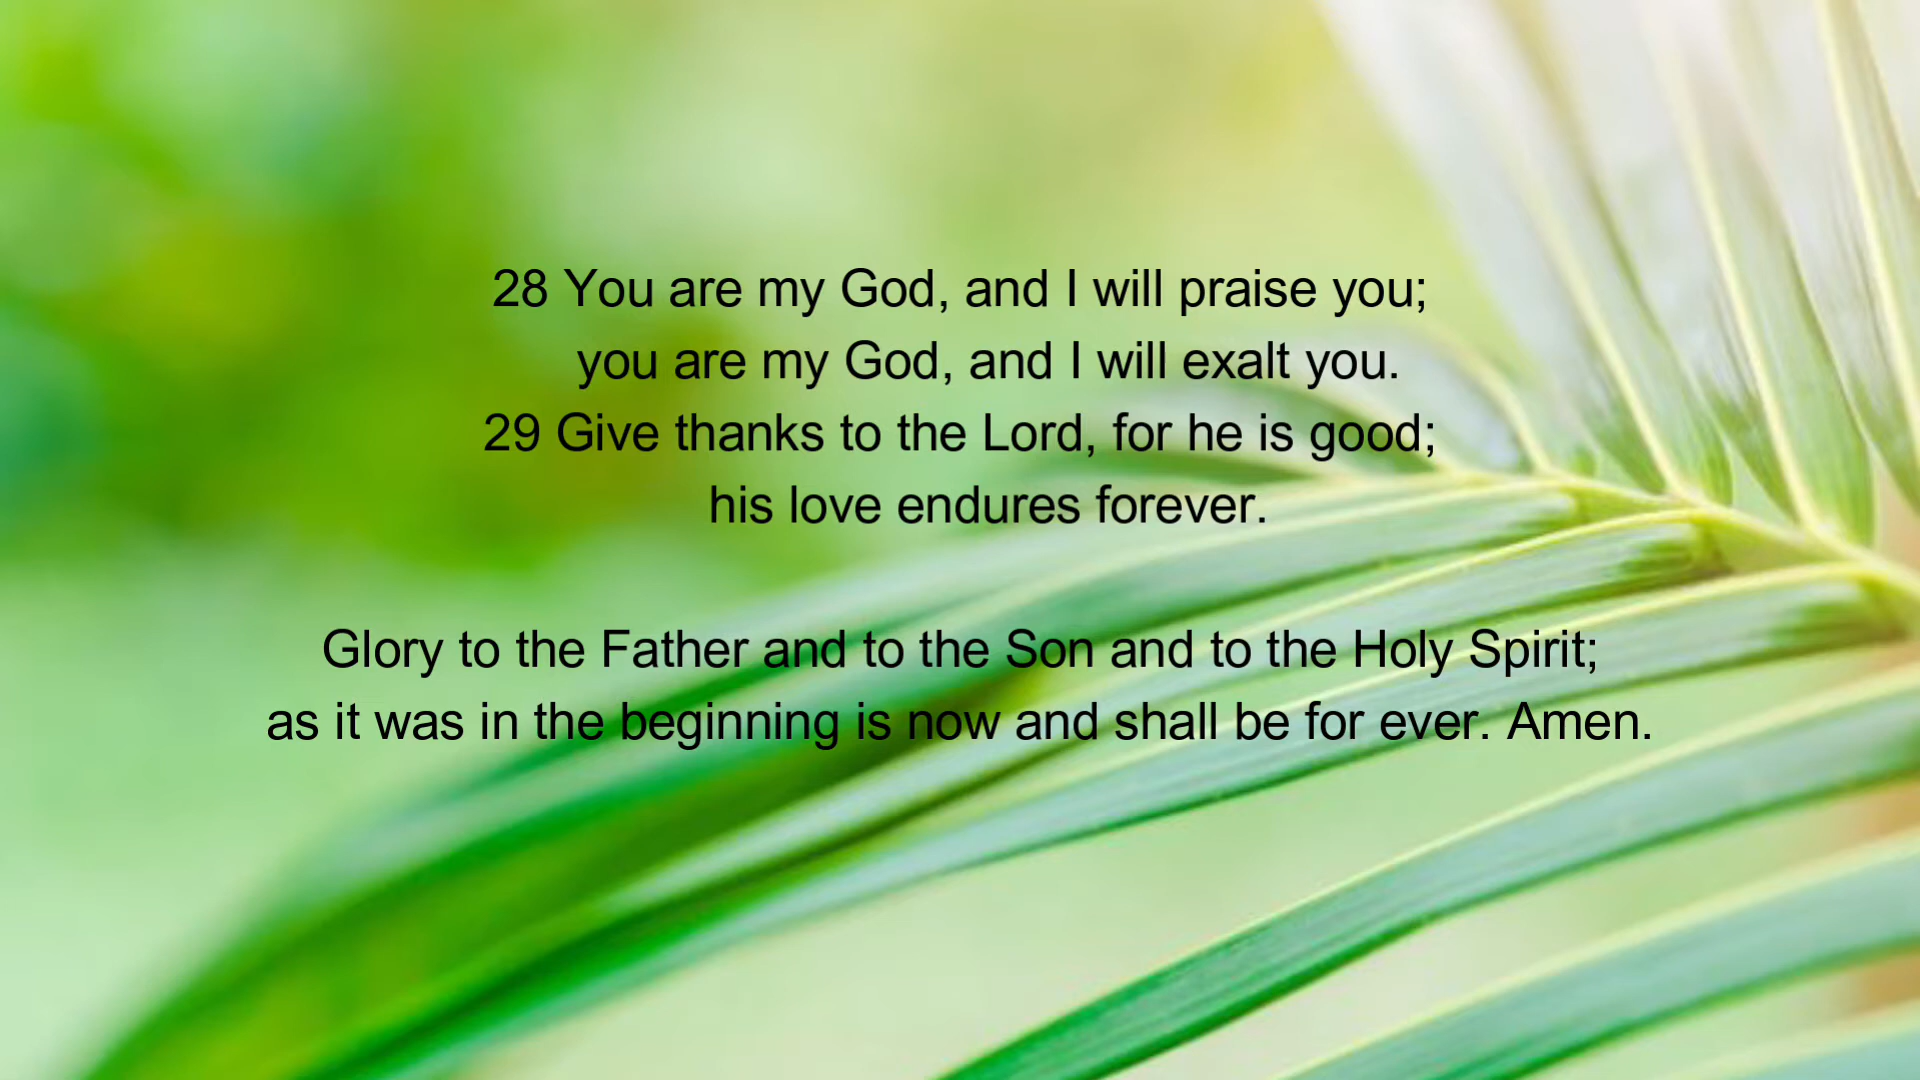 28 You are my God, and I will praise you;
you are my God, and I will exalt you.
29 Give thanks to the Lord, for he is good;
his love endures forever.
Glory to the Father and to the Son and to the Holy Spirit;
as it was in the beginning is now and shall be for ever. Amen.